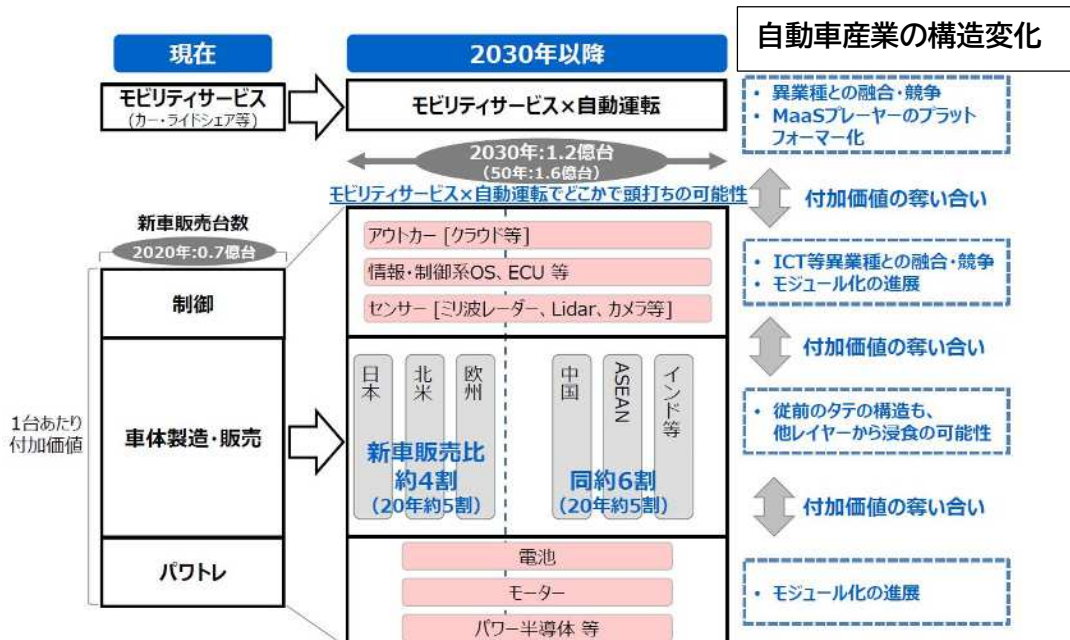 自動車産業の構造変化
現在
2030年以降
モビリティサービス
(カー・ライドシェア等)
モビリティサービス×自動運転
・ 異業種との融合・競争
・ MaaSプレーヤーのプラット
フォーマー化
2030年:1.2億台
(50年:1.6億台)
モビリティサービス×自動運転でどこかで頭打ちの可能性
付加価値の奪い合い
新車販売台数
2020年:0.7億台
アウトカー [クラウド等]
情報・制御系OS、ECU 等
センサー [ミリ波レーダー、Lidar、カメラ等]
制御
・ ICT等異業種との融合・競争
・ モジュール化の進展
付加価値の奪い合い
1台あたり
付加価値
車体製造・販売
日本
北米
欧州
中国
ASEAN
インド等
新車販売比
約4割
(20年約5割)
同約6割
(20年約5割)
・ 従前のタテの構造も、
他レイヤーから浸食の可能性
付加価値の奪い合い
パワトレ
電池
モーター
パワー半導体 等
・ モジュール化の進展